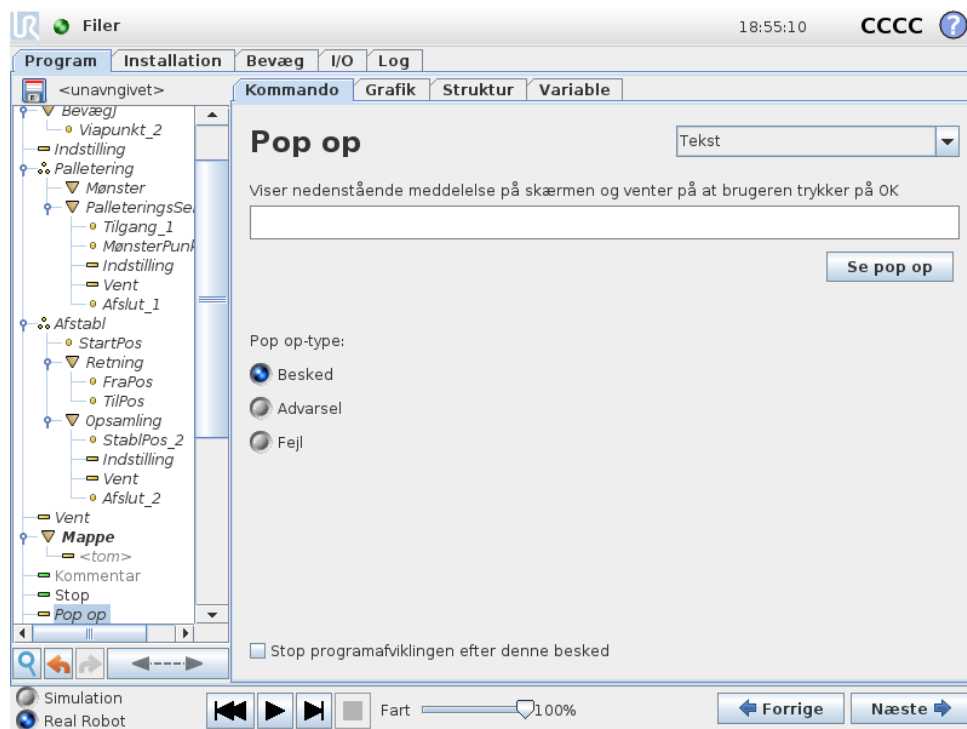 UR Filer 18:55:10 CCCC ?
Program Installation Bevæg I/O Log
<unavngivet>
Kommando Grafik Struktur Variable
BevægJ
Viapunkt_2
Indstilling
Palletering
Mønster
PalleteringsSe
Tilgang_1
MønsterPunk
Indstilling
Vent
Afslut_1
Afstabl
StartPos
Retning
FraPos
TilPos
Opsamling
StablPos_2
Indstilling
Vent
Afslut_2
Vent
Mappe
<tom>
Kommentar
Stop
Pop op
Pop op
Tekst
Viser nedenstående meddelelse på skærmen og venter på at brugeren trykker på OK
Se pop op
Pop op-type:
Besked
Advarsel
Fejl
Stop programafviklingen efter denne besked
Simulation
Real Robot
Fart 100%
Forrige Næste